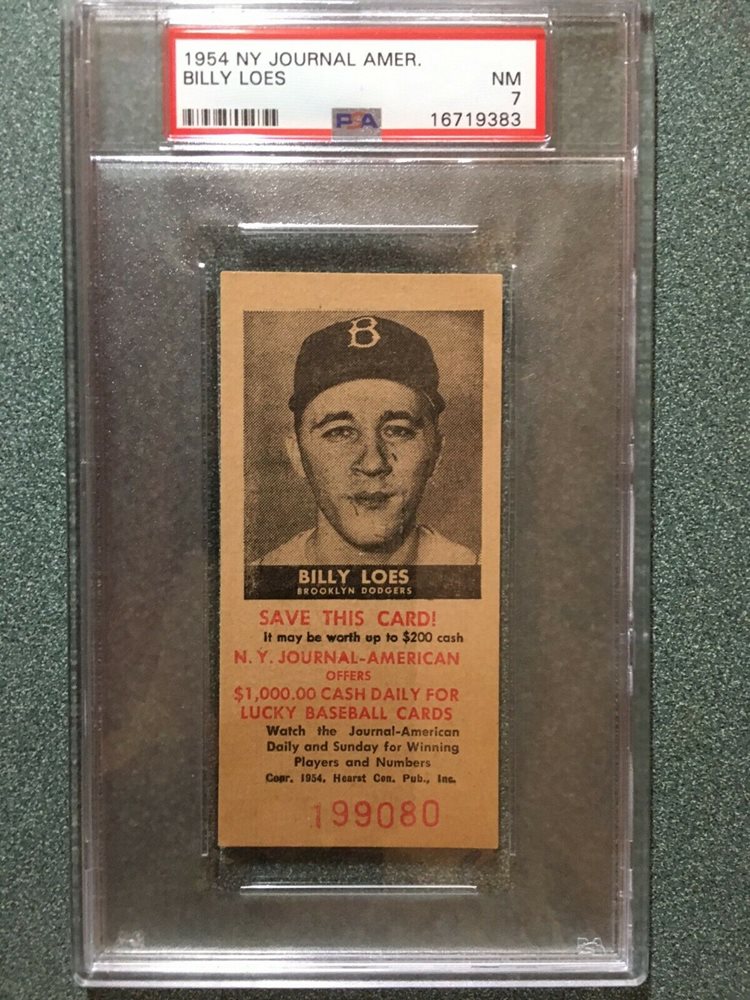 1954 NY JOURNAL AMER.
BILLY LOES NM
7
PSA 16719383
B
BILLY LOES
BROOKLYN DODGERS
SAVE THIS CARD!
It may be worth up to $200 cash
N. Y. JOURNAL-AMERICAN
OFFERS
$1,000.00 CASH DAILY FOR
LUCKY BASEBALL CARDS
Watch the Journal-American
Daily and Sunday for Winning
Players and Numbers
Copr. 1954, Hearst Con. Pub., Inc.
199080
PSA